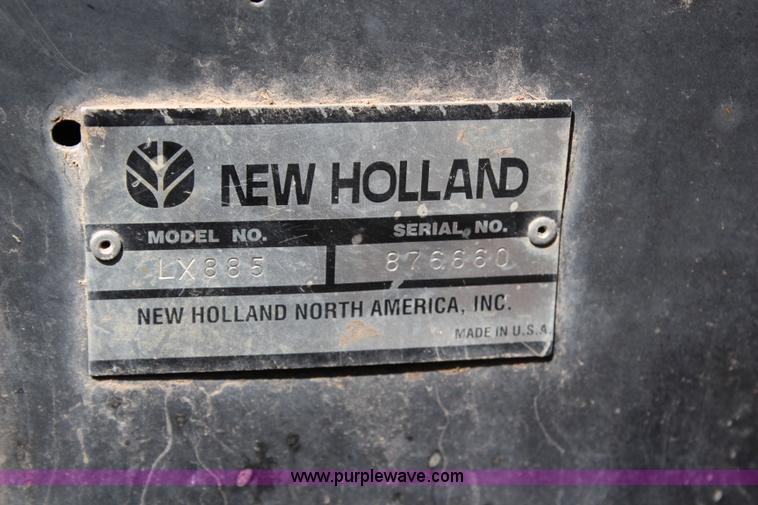 NEW HOLLAND
MODEL NO. SERIAL NO.
LX885 876660
NEW HOLLAND NORTH AMERICA, INC.
MADE IN U.S.A.
www.purplewave.com